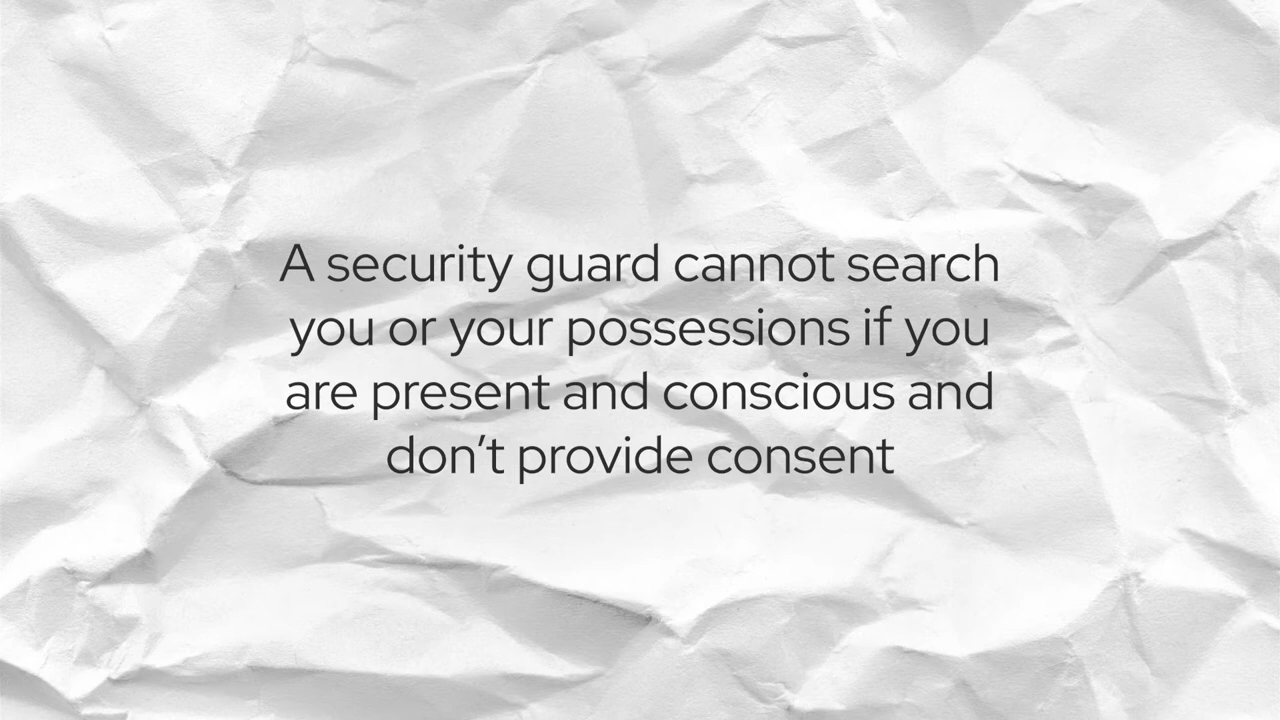 A security guard cannot search
you or your possessions if you
are present and conscious and
don’t provide consent